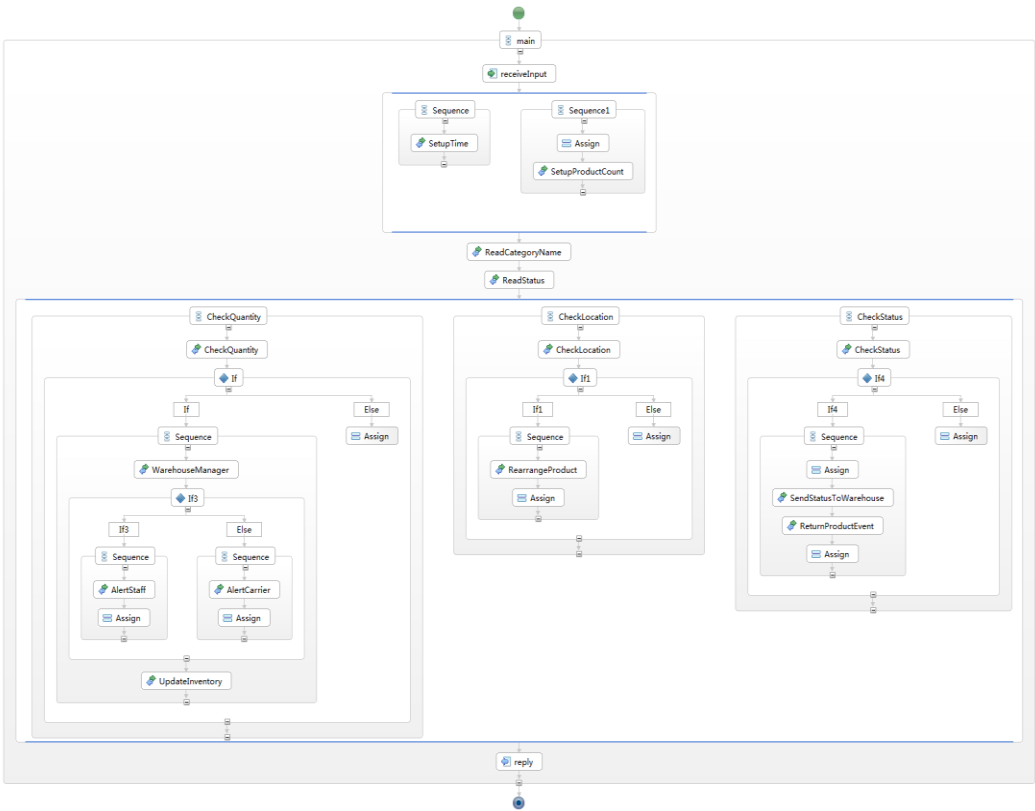 main
receiveInput
Sequence
SetupTime
Sequence1
Assign
SetupProductCount
ReadCategoryName
ReadStatus
CheckQuantity
CheckQuantity
If
If
Else
Sequence
Assign
WarehouseManager
If3
If3
Else
Sequence
Sequence
AlertStaff
AlertCarrier
Assign
Assign
UpdateInventory
CheckLocation
CheckLocation
If1
If1
Else
Sequence
Assign
RearrangeProduct
Assign
CheckStatus
CheckStatus
If4
If4
Else
Sequence
Assign
Assign
SendStatusToWarehouse
ReturnProductEvent
Assign
reply